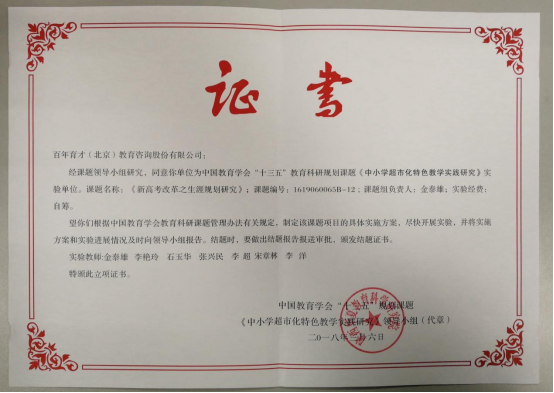 证书
百年育才（北京）教育咨询股份有限公司：
经课题领导小组研究，同意你单位为中国教育学会“十三五”教育科研规划课题《中小学超市化特色教学实践研究》实
验单位。课题名称：《新高考改革之生涯规划研究》；课题编号：1619060065B-12；课题组负责人：金泰雄；实验经费：
自筹。
望你们根据中国教育学会教育科研课题管理办法有关规定，制定该课题项目的具体实施方案，尽快开展实验，并将实施
方案和实验进展情况及时向领导小组报告。结题时，要做出结题报告报送审批，颁发结题证书。
实验教师:金泰雄 李艳玲 石玉华 张兴民 李超 宋章林 李洋
特颁此立项证书。
中国教育学会“十三五”规划课题
《中小学超市化特色教学实践研究》领导小组（代章）
二〇一八年 月六日